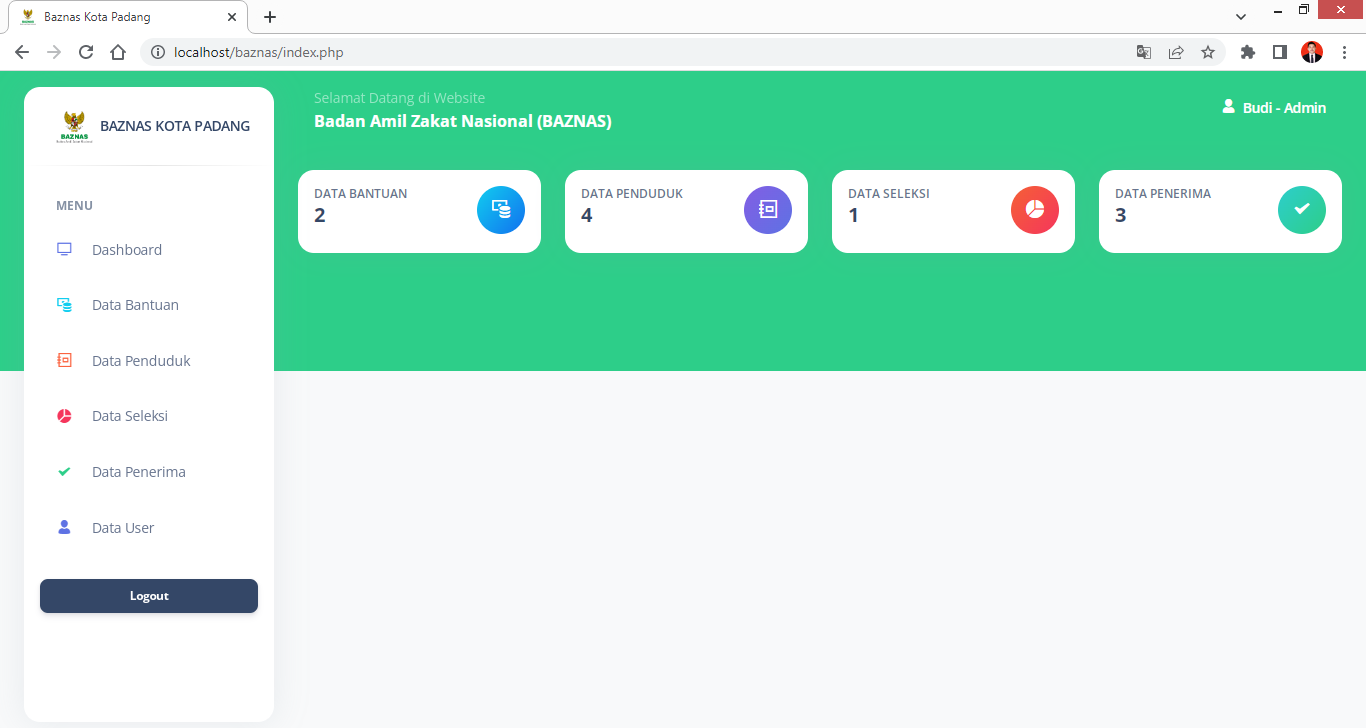 Baznas Kota Padang
localhost/baznas/index.php
BAZNAS
BAZNAS KOTA PADANG
MENU
Dashboard
Data Bantuan
Data Penduduk
Data Seleksi
Data Penerima
Data User
Logout
Selamat Datang di Website
Badan Amil Zakat Nasional (BAZNAS)
Budi - Admin
DATA BANTUAN
2
DATA PENDUDUK
4
DATA SELEKSI
1
DATA PENERIMA
3